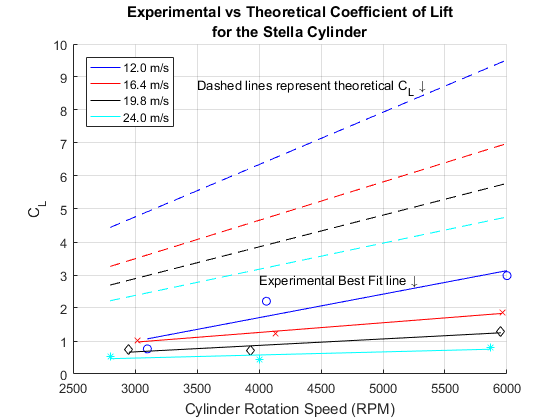 Experimental vs Theoretical Coefficient of Lift
for the Stella Cylinder
10
9
8
7
6
5
4
3
2
1
0
C_L
12.0 m/s
16.4 m/s
19.8 m/s
24.0 m/s
Dashed lines represent theoretical C_L ↓
Experimental Best Fit line ↓
2500 3000 3500 4000 4500 5000 5500 6000
Cylinder Rotation Speed (RPM)